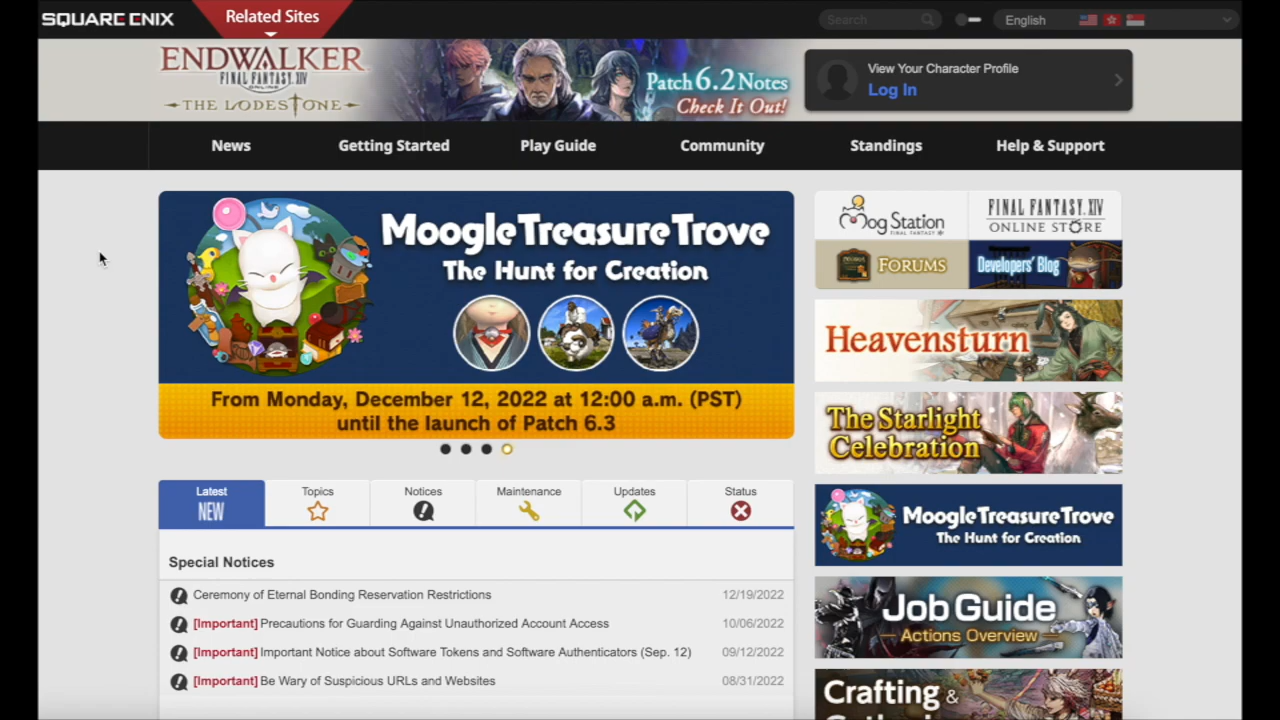 SQUARE ENIX
Related Sites
Search
English
ENDWALKER
FINAL FANTASY XIV
ONLINE
THE LODESTONE
Patch 6.2 Notes
Check It Out!
View Your Character Profile
Log In
News
Getting Started
Play Guide
Community
Standings
Help & Support
MoogleTreasureTrove
The Hunt for Creation
From Monday, December 12, 2022 at 12:00 a.m. (PST)
until the launch of Patch 6.3
Mog Station
FINAL FANTASY XIV
FINAL FANTASY XIV
ONLINE STORE
FORUMS
Developers' Blog
Heavensturn
The Starlight
Celebration
MoogleTreasureTrove
The Hunt for Creation
Job Guide
Actions Overview
Crafting &
Latest
NEW
Topics
Notices
Maintenance
Updates
Status
Special Notices
Ceremony of Eternal Bonding Reservation Restrictions 12/19/2022
[Important] Precautions for Guarding Against Unauthorized Account Access 10/06/2022
[Important] Important Notice about Software Tokens and Software Authenticators (Sep. 12) 09/12/2022
[Important] Be Wary of Suspicious URLs and Websites 08/31/2022